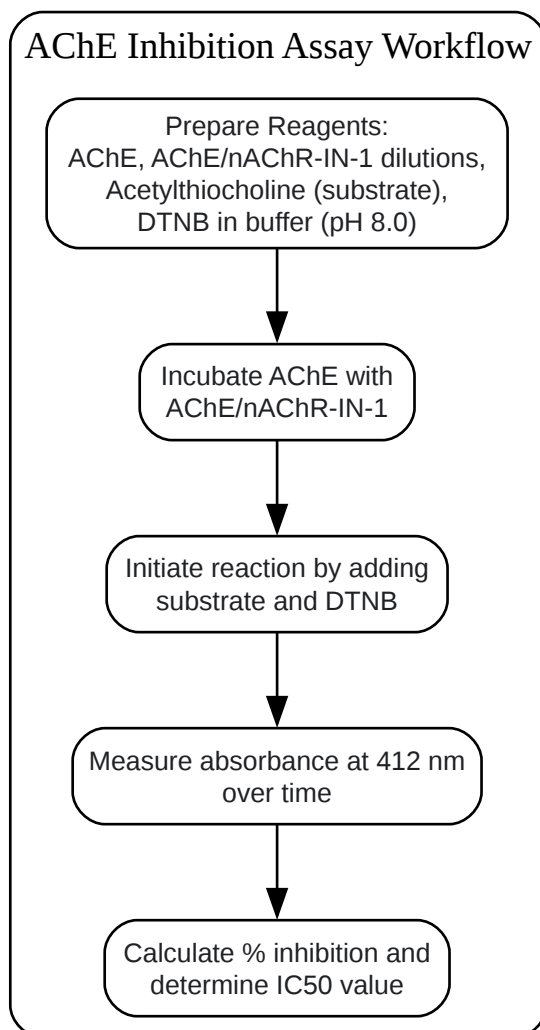 AChE Inhibition Assay Workflow
Prepare Reagents:
AChE, AChE/nAChR-IN-1 dilutions,
Acetylthiocholine (substrate),
DTNB in buffer (pH 8.0)
Incubate AChE with
AChE/nAChR-IN-1
Initiate reaction by adding
substrate and DTNB
Measure absorbance at 412 nm
over time
Calculate % inhibition and
determine IC50 value